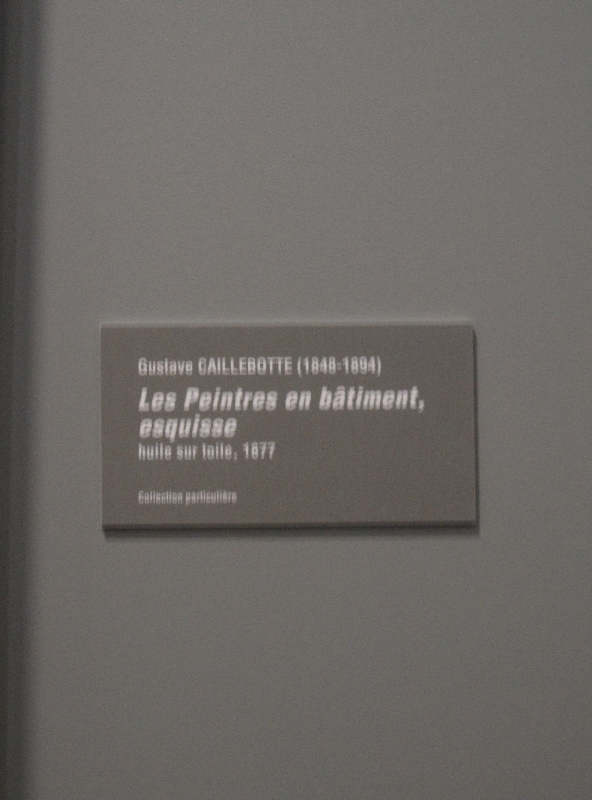 Gustave CAILLEBOTTE (1848-1894)
Les Peintres en bâtiment,
esquisse
huile sur toile, 1877
Collection particulière